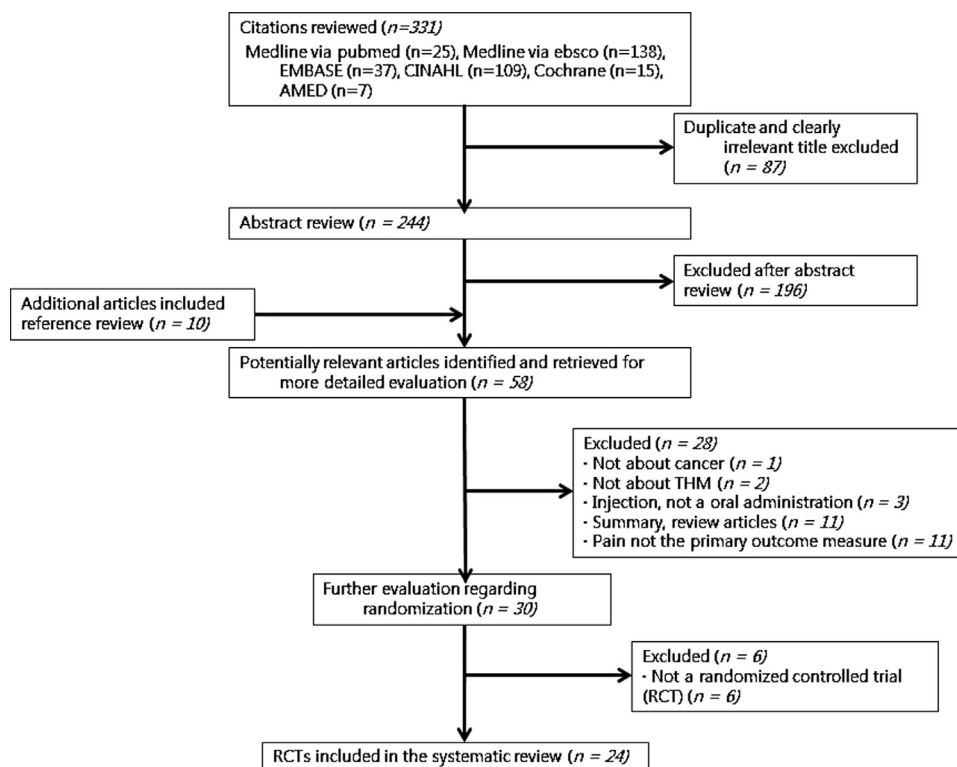 Citations reviewed (n=331)
Medline via pubmed (n=25), Medline via ebsco (n=138),
EMBASE (n=37), CINAHL (n=109), Cochrane (n=15),
AMED (n=7)
Duplicate and clearly
irrelevant title excluded
(n = 87)
Abstract review (n = 244)
Excluded after abstract
review (n = 196)
Additional articles included
reference review (n = 10)
Potentially relevant articles identified and retrieved for
more detailed evaluation (n = 58)
Excluded (n = 28)
- Not about cancer (n = 1)
- Not about THM (n = 2)
- Injection, not a oral administration (n = 3)
- Summary, review articles (n = 11)
- Pain not the primary outcome measure (n = 11)
Further evaluation regarding
randomization (n = 30)
Excluded (n = 6)
- Not a randomized controlled trial
(RCT) (n = 6)
RCTs included in the systematic review (n = 24)